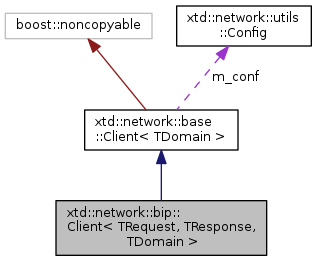 boost::noncopyable
xtd::network::utils
::Config
m_conf
xtd::network::base
::Client< TDomain >
xtd::network::bip::
Client< TRequest, TResponse,
TDomain >